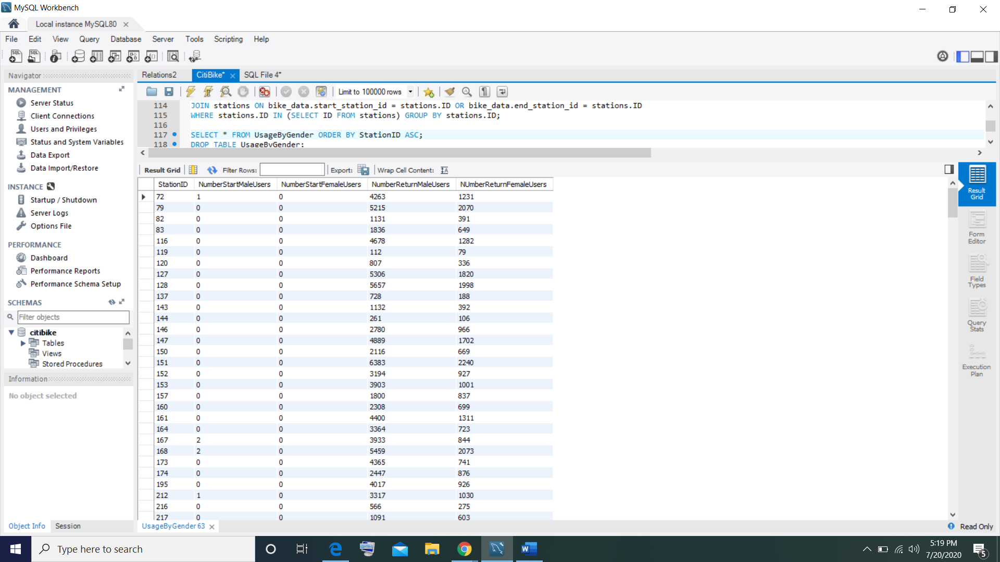 MySQL Workbench
Local instance MySQL80
File Edit View Query Database Server Tools Scripting Help
Navigator
MANAGEMENT
Server Status
Client Connections
Users and Privileges
Status and System Variables
Data Export
Data Import/Restore
INSTANCE
Startup / Shutdown
Server Logs
Options File
PERFORMANCE
Dashboard
Performance Reports
Performance Schema Setup
SCHEMAS
Filter objects
citibike
Tables
Views
Stored Procedures
Information
No object selected
Object Info Session
Relations2 CitiBike* SQL File 4*
Limit to 100000 rows
114 JOIN stations ON bike_data.start_station_id = stations.ID OR bike_data.end_station_id = stations.ID
115 WHERE stations.ID IN (SELECT ID FROM stations) GROUP BY stations.ID;
116
117 SELECT * FROM UsageByGender ORDER BY StationID ASC;
118 DROP TABLE UsageByGender;
Result Grid Filter Rows: Export: Wrap Cell Content:
StationID NumberStartMaleUsers NumberStartFemaleUsers NumberReturnMaleUsers NUmberReturnFemaleUsers
72 1 0 4263 1231
79 0 0 5215 2070
82 0 0 1131 391
83 0 0 1836 649
116 0 0 4678 1282
119 0 0 112 79
120 0 0 807 336
127 0 0 5306 1820
128 0 0 5657 1998
137 0 0 728 188
143 0 0 1132 392
144 0 0 261 106
146 0 0 2780 966
147 0 0 4889 1702
150 0 0 2116 669
151 0 0 6383 2240
152 0 0 3194 927
153 0 0 3903 1001
157 0 0 1800 837
160 0 0 2308 699
161 0 0 4400 1311
164 0 0 3364 723
167 2 0 3933 844
168 2 0 5459 2073
173 0 0 4365 741
174 0 0 2447 876
195 0 0 4017 926
212 1 0 3317 1030
216 0 0 566 275
217 0 0 1091 603
UsageByGender 63
Result
Grid
Form
Editor
Field
Types
Query
Stats
Execution
Plan
Read Only
Type here to search
5:19 PM
7/20/2020
5